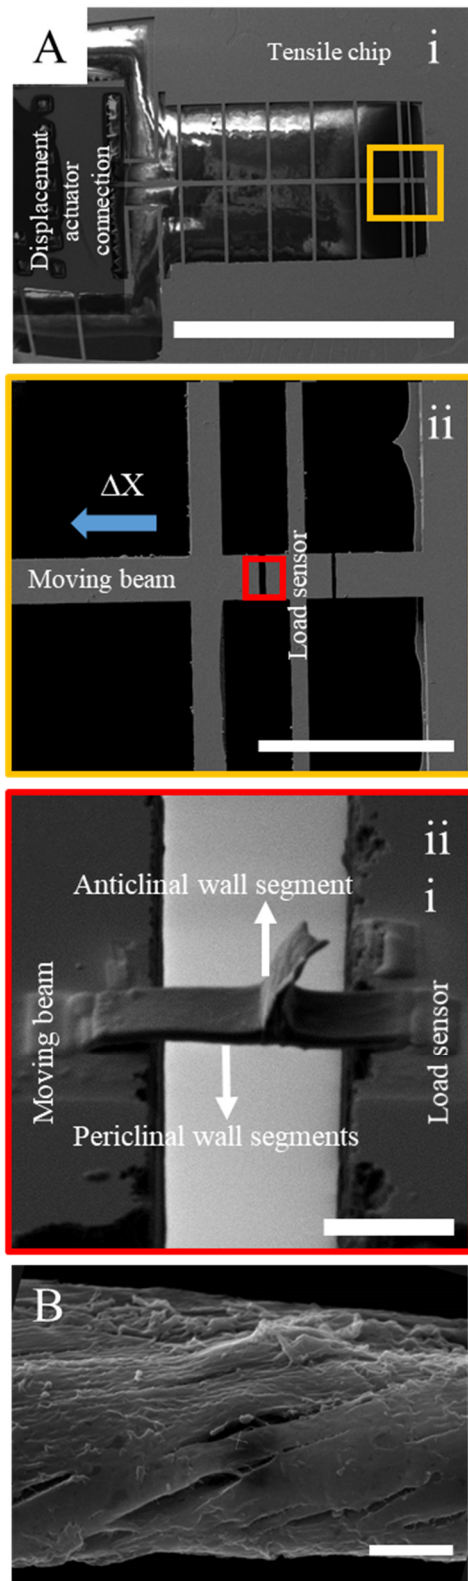 A
Tensile chip
i
Displacement
actuator
connection
ii
ΔX
Moving beam
Load sensor
ii
i
Anticlinal wall segment
Moving beam
Load sensor
Periclinal wall segments
B